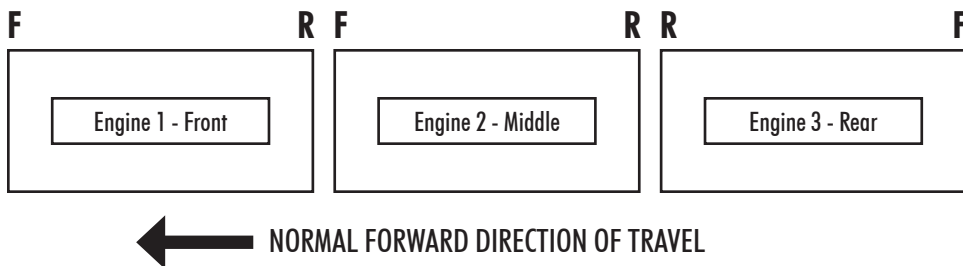 F R F R R F
Engine 1 - Front Engine 2 - Middle Engine 3 - Rear
NORMAL FORWARD DIRECTION OF TRAVEL